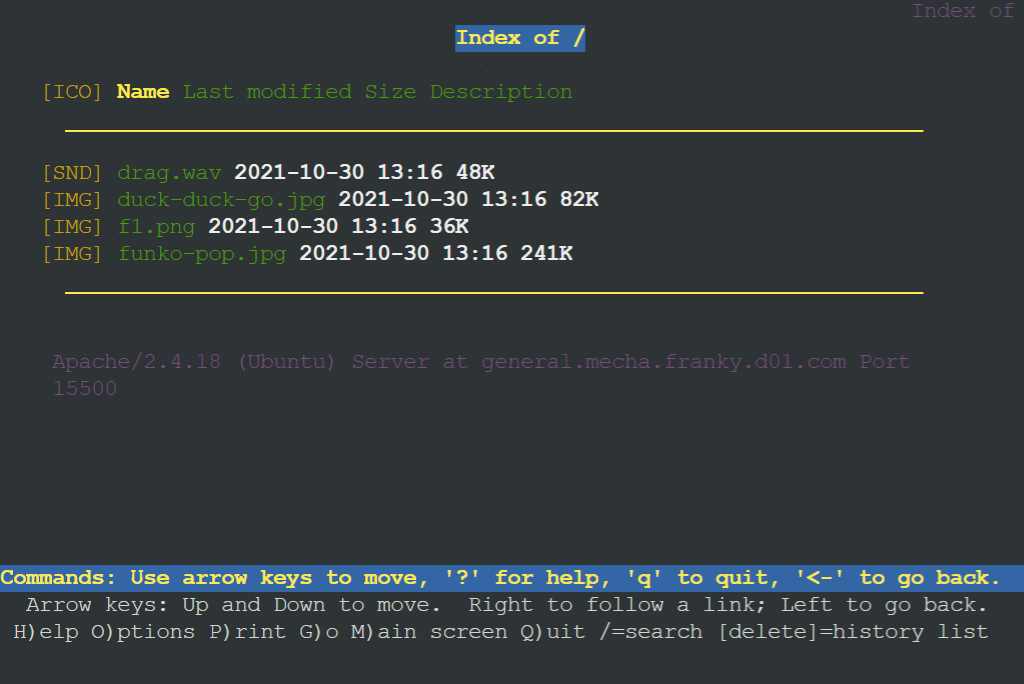 Index of
Index of /
[ICO] Name Last modified Size Description
[SND] drag.wav 2021-10-30 13:16 48K
[IMG] duck-duck-go.jpg 2021-10-30 13:16 82K
[IMG] f1.png 2021-10-30 13:16 36K
[IMG] funko-pop.jpg 2021-10-30 13:16 241K
Apache/2.4.18 (Ubuntu) Server at general.mecha.franky.d01.com Port
15500
Commands: Use arrow keys to move, '?' for help, 'q' to quit, '<-' to go back.
Arrow keys: Up and Down to move.  Right to follow a link; Left to go back.
H)elp O)ptions P)rint G)o M)ain screen Q)uit /=search [delete]=history list